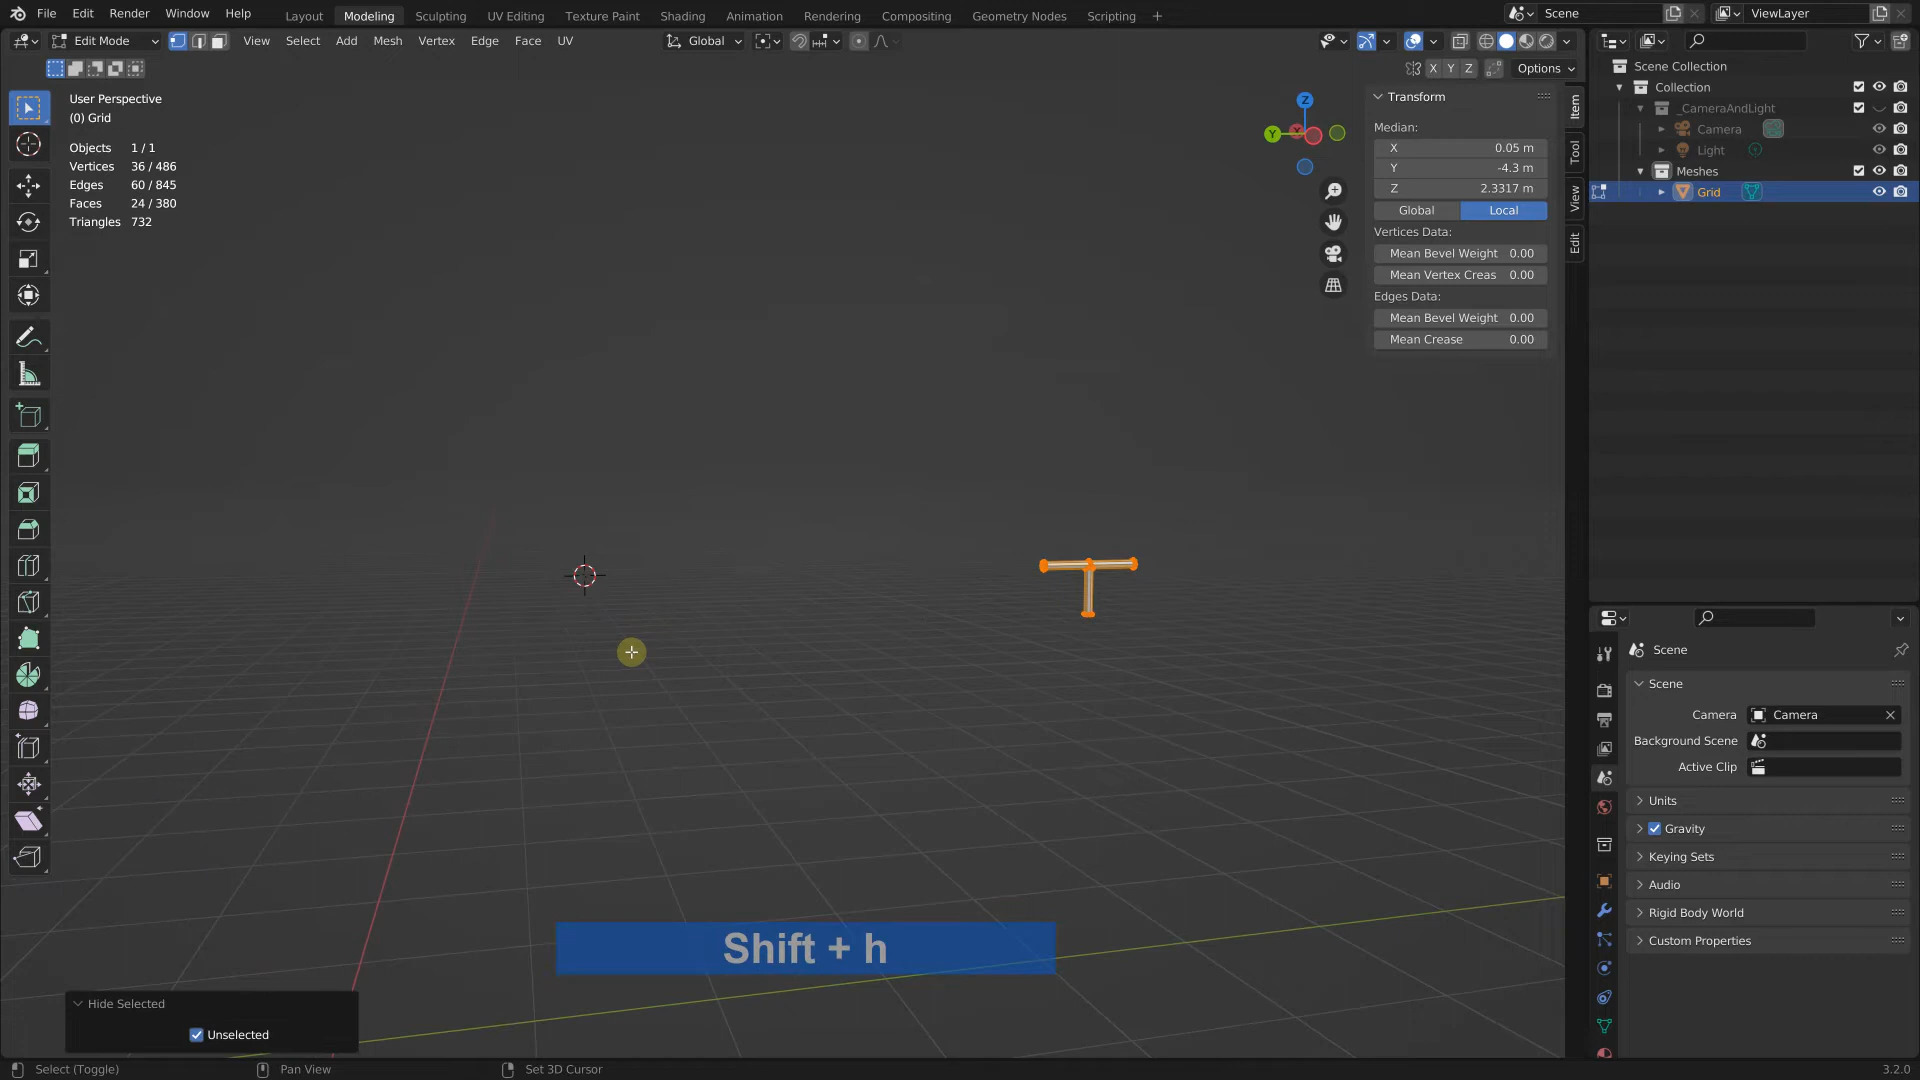 File Edit Render Window Help Layout Modeling Sculpting UV Editing Texture Paint Shading Animation Rendering Compositing Geometry Nodes Scripting + Scene ViewLayer
Edit Mode View Select Add Mesh Vertex Edge Face UV Global
X Y Z Options
User Perspective
(0) Grid
Objects 1 / 1
Vertices 36 / 486
Edges 60 / 845
Faces 24 / 380
Triangles 732
Z
Y
Transform
Median:
X 0.05 m
Y -4.3 m
Z 2.3317 m
Global Local
Vertices Data:
Mean Bevel Weight 0.00
Mean Vertex Creas 0.00
Edges Data:
Mean Bevel Weight 0.00
Mean Crease 0.00
Item
Tool
View
Edit
Scene Collection
Collection
_CameraAndLight
Camera
Light
Meshes
Grid
Scene
Scene
Camera Camera
Background Scene
Active Clip
Units
Gravity
Keying Sets
Audio
Rigid Body World
Custom Properties
Shift + h
Hide Selected
Unselected
Select (Toggle) Pan View Set 3D Cursor 3.2.0